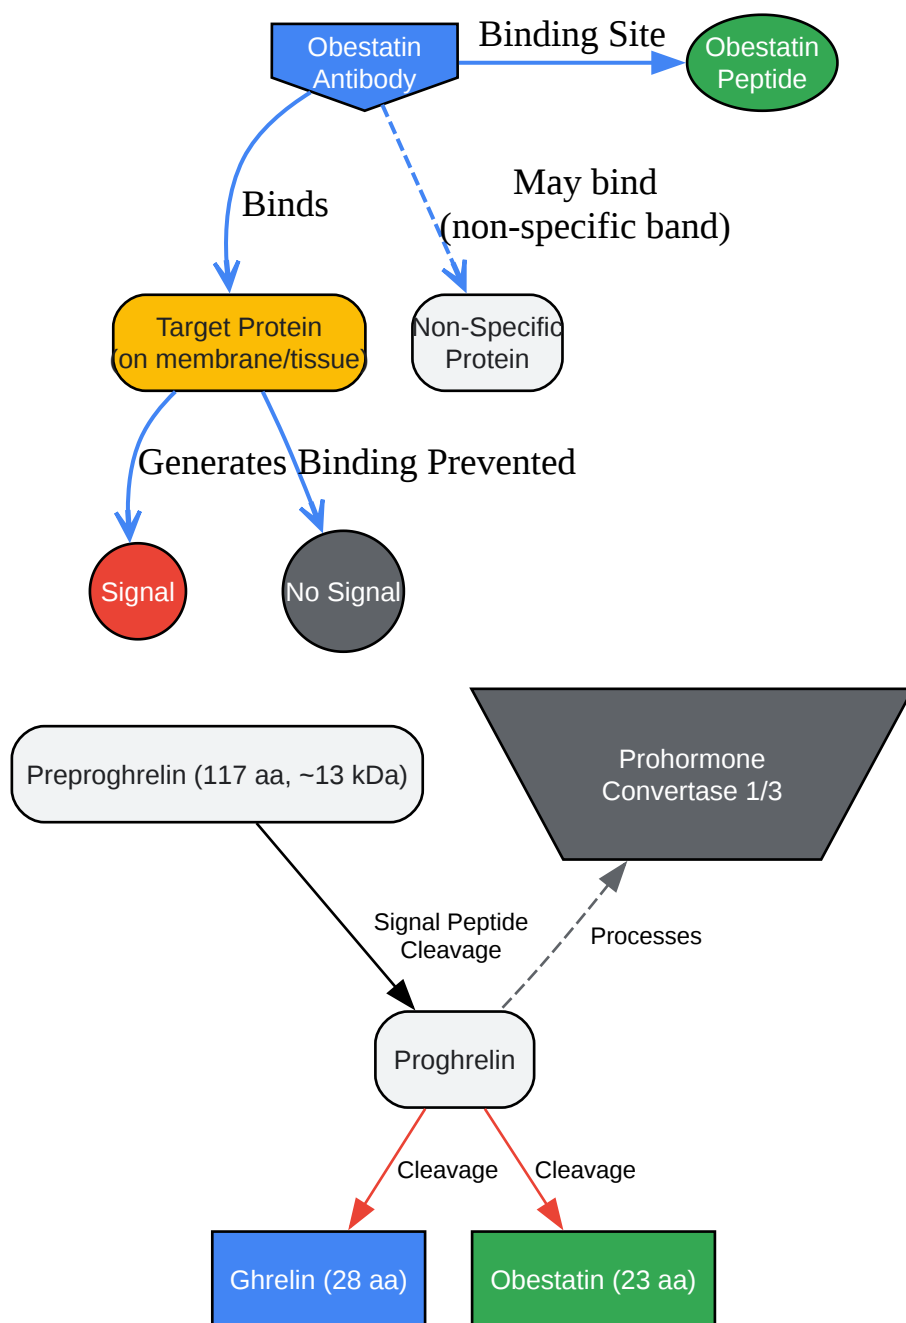 Obestatin
Antibody
Binding Site
Obestatin
Peptide
Binds
May bind
(non-specific band)
Target Protein
(on membrane/tissue)
Non-Specific
Protein
Generates
Binding Prevented
Signal
No Signal
Preproghrelin (117 aa, ~13 kDa)
Prohormone
Convertase 1/3
Signal Peptide
Cleavage
Processes
Proghrelin
Cleavage
Cleavage
Ghrelin (28 aa)
Obestatin (23 aa)